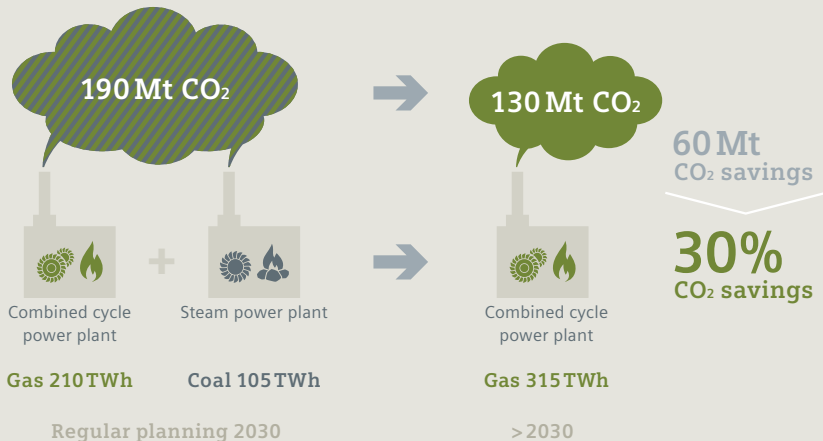 190 Mt CO₂
130 Mt CO₂
60 Mt
CO₂ savings
30%
CO₂ savings
Combined cycle
power plant
Steam power plant
Combined cycle
power plant
Gas 210 TWh
Coal 105 TWh
Gas 315 TWh
Regular planning 2030
> 2030